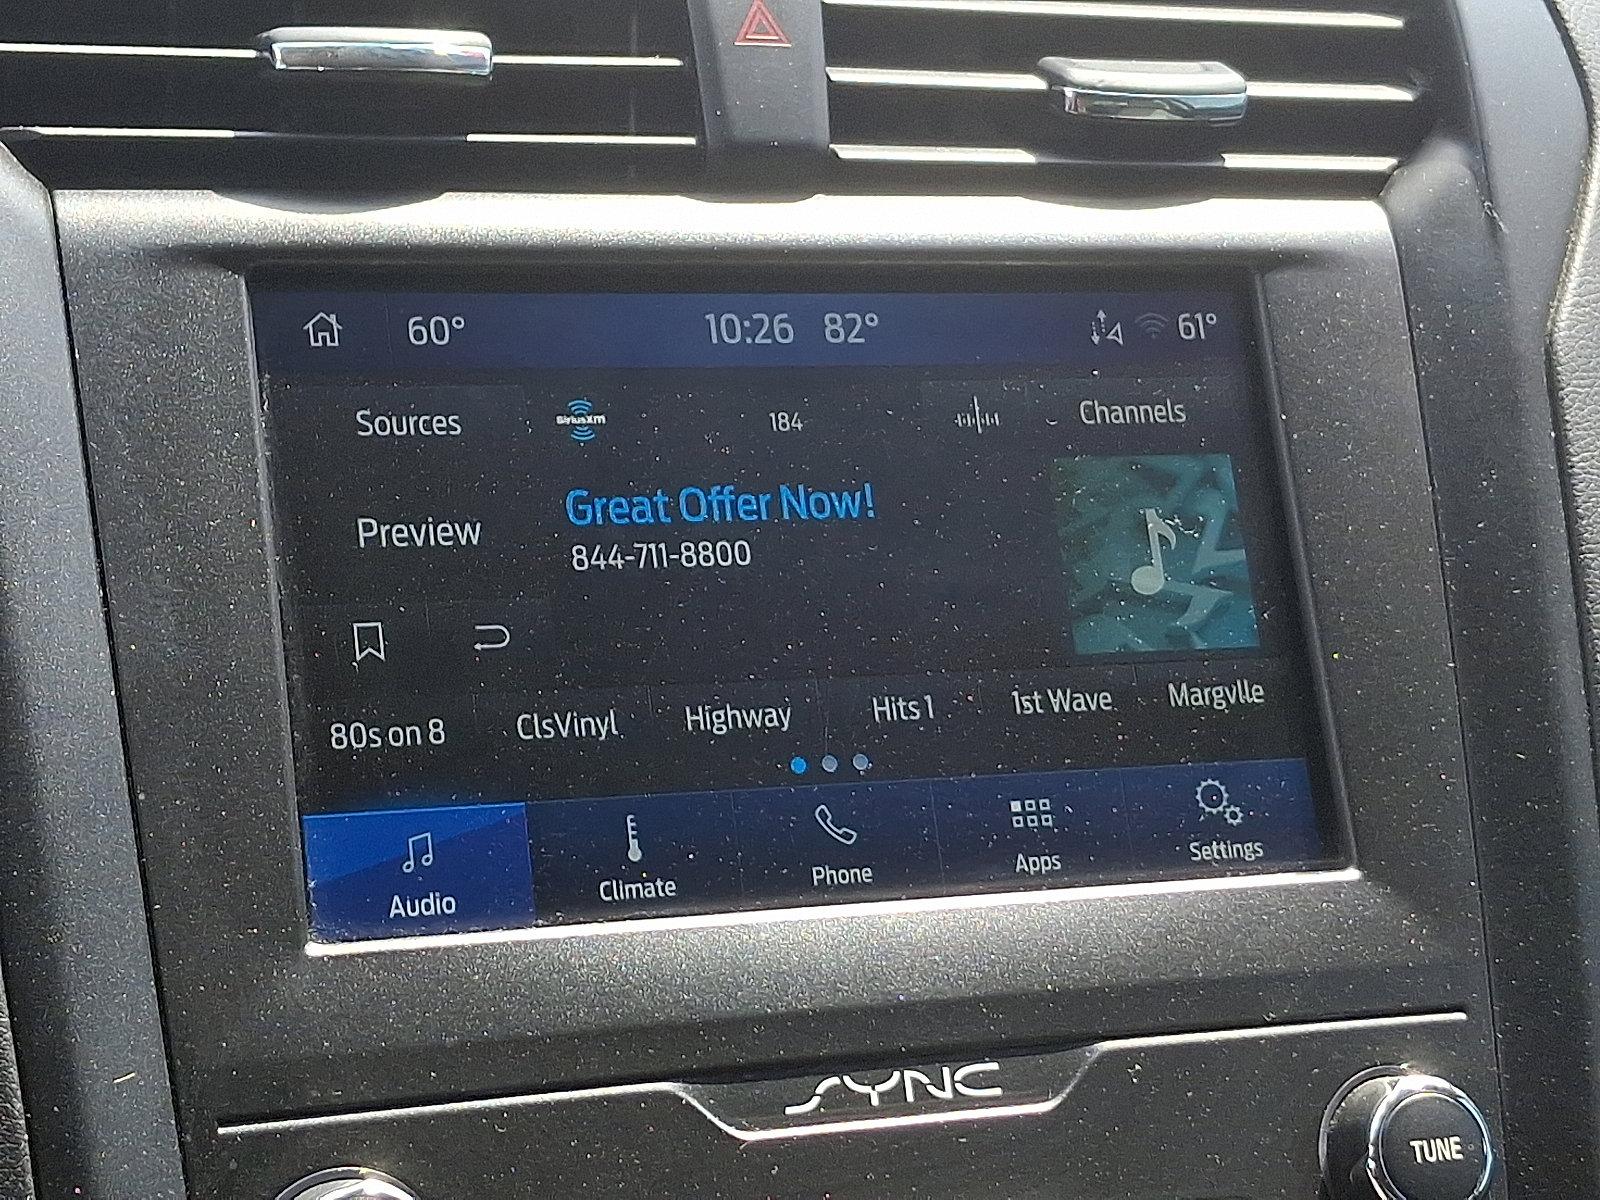 60° 10:26 82° 61°
Sources SiriusXM 184 Channels
Great Offer Now!
Preview
844-711-8800
80s on 8 ClsVinyl Highway Hits 1 1st Wave Margvlle
Audio Climate Phone Apps Settings
SYNC
TUNE